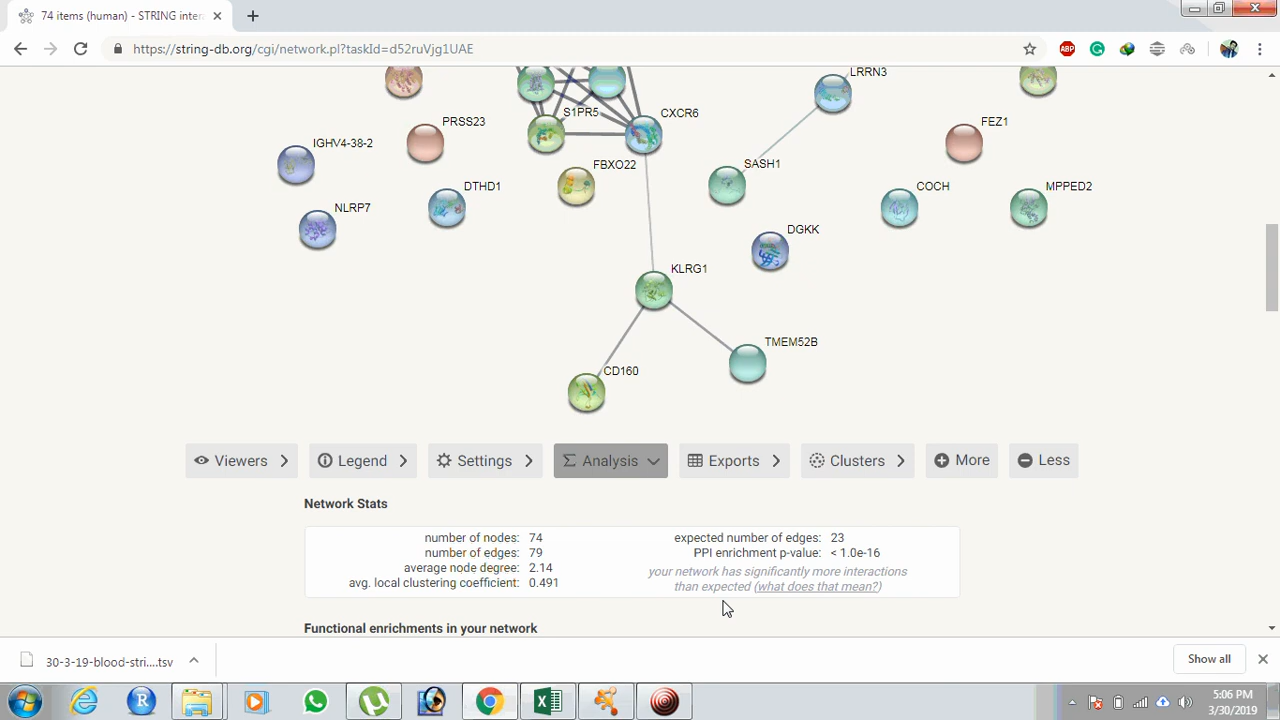 74 items (human) - STRING inter
https://string-db.org/cgi/network.pl?taskId=d52ruVjg1UAE
ABP
LRRN3
S1PR5
CXCR6
PRSS23
FEZ1
IGHV4-38-2
FBXO22
SASH1
DTHD1
COCH
MPPED2
NLRP7
DGKK
KLRG1
TMEM52B
CD160
Viewers
Legend
Settings
Analysis
Exports
Clusters
More
Less
Network Stats
number of nodes: 74
number of edges: 79
average node degree: 2.14
avg. local clustering coefficient: 0.491
expected number of edges: 23
PPI enrichment p-value: < 1.0e-16
your network has significantly more interactions
than expected (what does that mean?)
Functional enrichments in your network
30-3-19-blood-stri....tsv
Show all
5:06 PM
3/30/2019